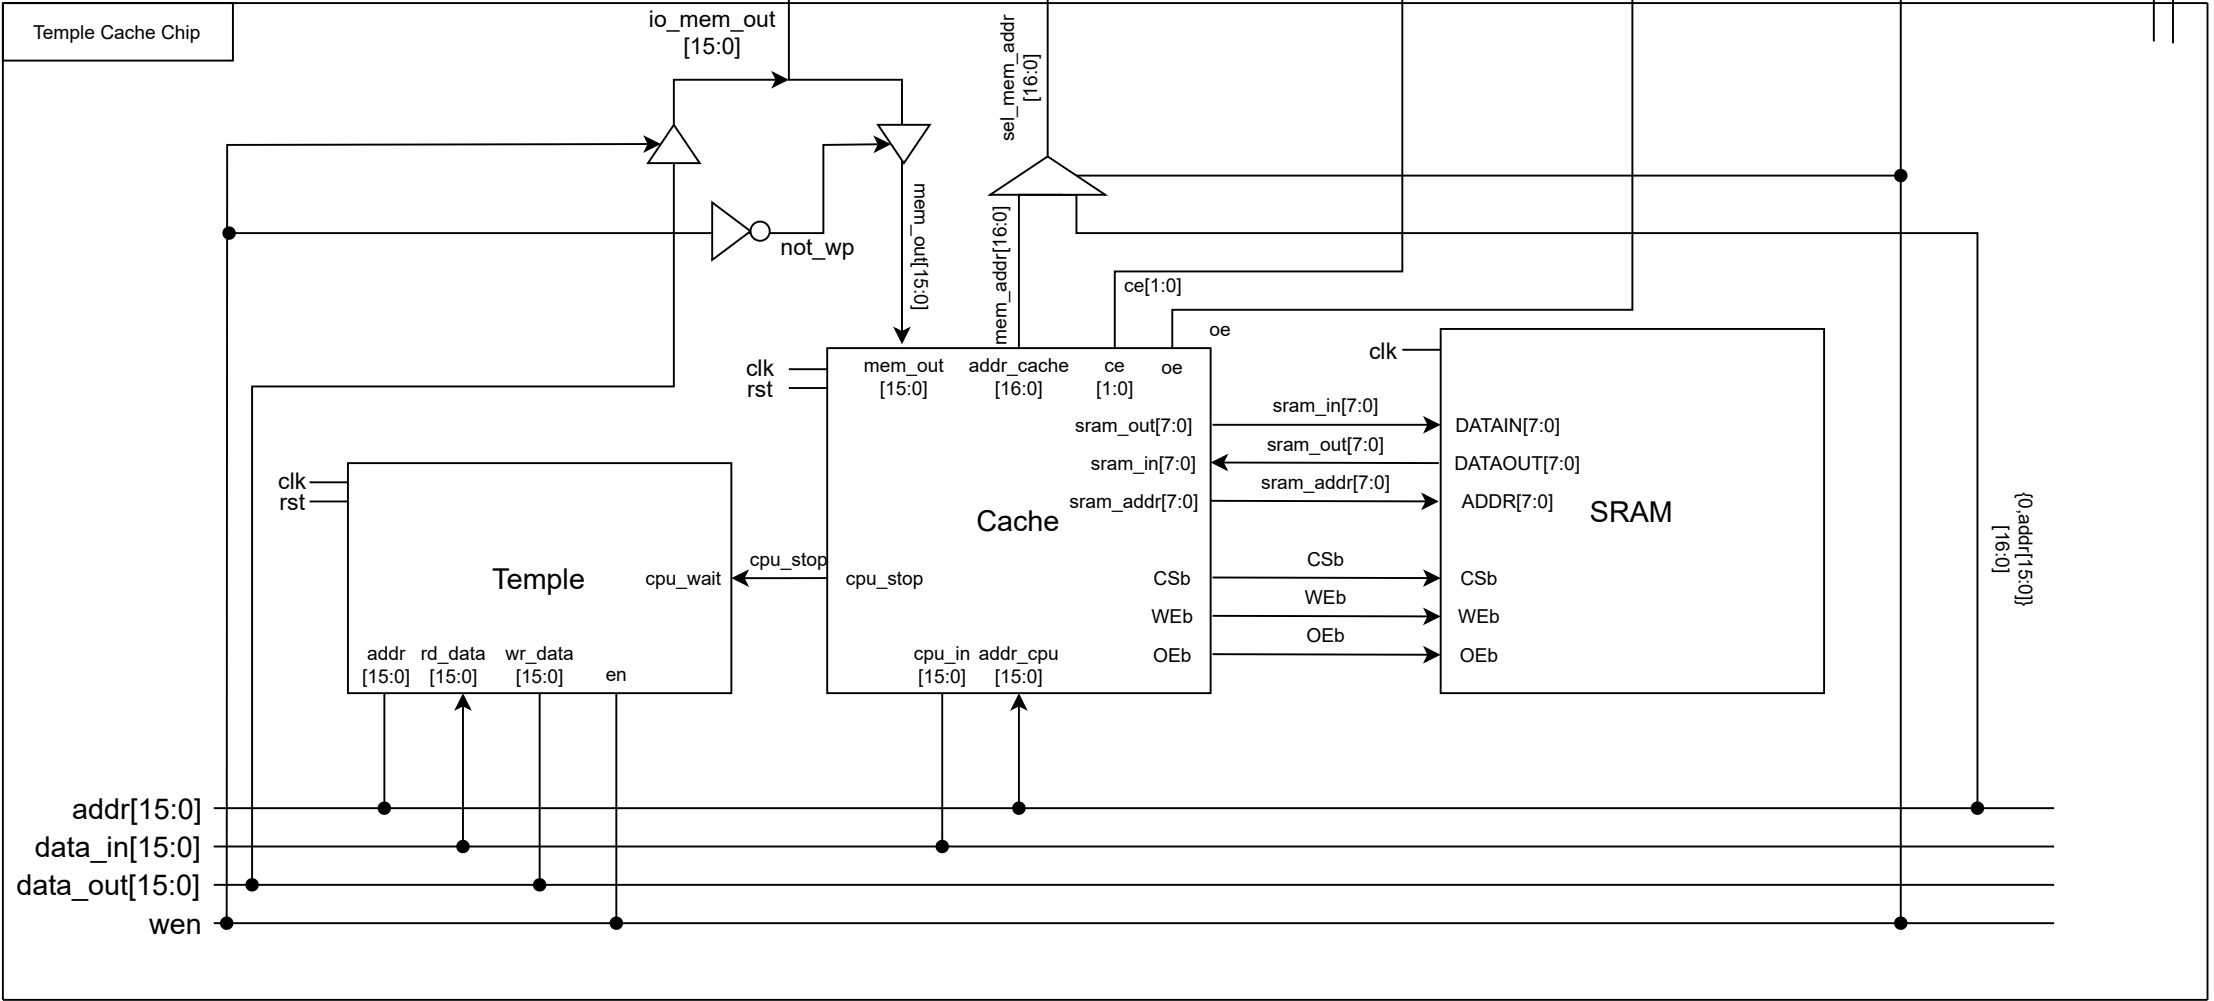 Temple Cache Chip
io_mem_out
[15:0]
sel_mem_addr
[16:0]
not_wp
mem_out[15:0]
mem_addr[16:0]
ce[1:0]
oe
clk
rst
mem_out
[15:0]
addr_cache
[16:0]
ce
[1:0]
oe
sram_out[7:0]
sram_in[7:0]
sram_addr[7:0]
Cache
cpu_stop
CSb
WEb
OEb
cpu_in
[15:0]
addr_cpu
[15:0]
sram_in[7:0]
sram_out[7:0]
sram_addr[7:0]
CSb
WEb
OEb
clk
DATAIN[7:0]
DATAOUT[7:0]
ADDR[7:0]
SRAM
CSb
WEb
OEb
{0,addr[15:0]}
[16:0]
clk
rst
Temple
cpu_wait
cpu_stop
addr
[15:0]
rd_data
[15:0]
wr_data
[15:0]
en
addr[15:0]
data_in[15:0]
data_out[15:0]
wen